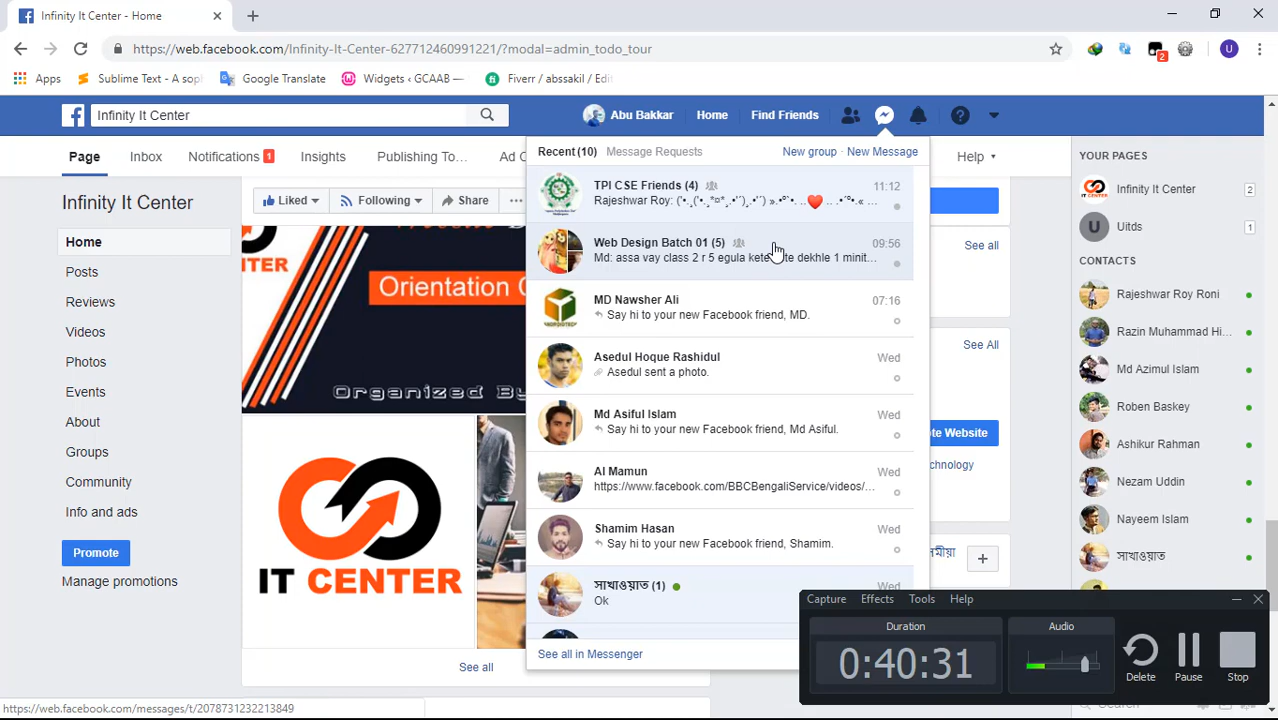 Infinity It Center - Home
https://web.facebook.com/Infinity-It-Center-627712460991221/?modal=admin_todo_tour
Apps
Sublime Text - A sop
Google Translate
Widgets ‹ GCAAB —
Fiverr / abssakil / Edit
2
U
Infinity It Center
Abu Bakkar
Home
Find Friends
Page
Inbox
Notifications 1
Insights
Publishing To...
Ad C
Help
Recent (10)
Message Requests
New group · New Message
TPI CSE Friends (4)
11:12
Web Design Batch 01 (5)
09:56
MD Nawsher Ali
07:16
Say hi to your new Facebook friend, MD.
Asedul Hoque Rashidul
Wed
Asedul sent a photo.
Md Asiful Islam
Wed
Say hi to your new Facebook friend, Md Asiful.
Al Mamun
Wed
https://www.facebook.com/BBCBengaliService/videos/...
Shamim Hasan
Wed
Say hi to your new Facebook friend, Shamim.
সাখাওয়াত (1)
Wed
Ok
See all in Messenger
Infinity It Center
Home
Posts
Reviews
Videos
Photos
Events
About
Groups
Community
Info and ads
Promote
Manage promotions
Liked
Following
Share
...
Orientation C
Organized By
IT CENTER
See all
See all
See All
ote Website
chnology
YOUR PAGES
Infinity It Center
2
U
Uitds
1
CONTACTS
Rajeshwar Roy Roni
Razin Muhammad Hi...
Md Azimul Islam
Roben Baskey
Ashikur Rahman
Nezam Uddin
Nayeem Islam
সাখাওয়াত
Search
Capture
Effects
Tools
Help
Duration
0:40:31
Audio
Delete
Pause
Stop
https://web.facebook.com/messages/t/2078731232213849